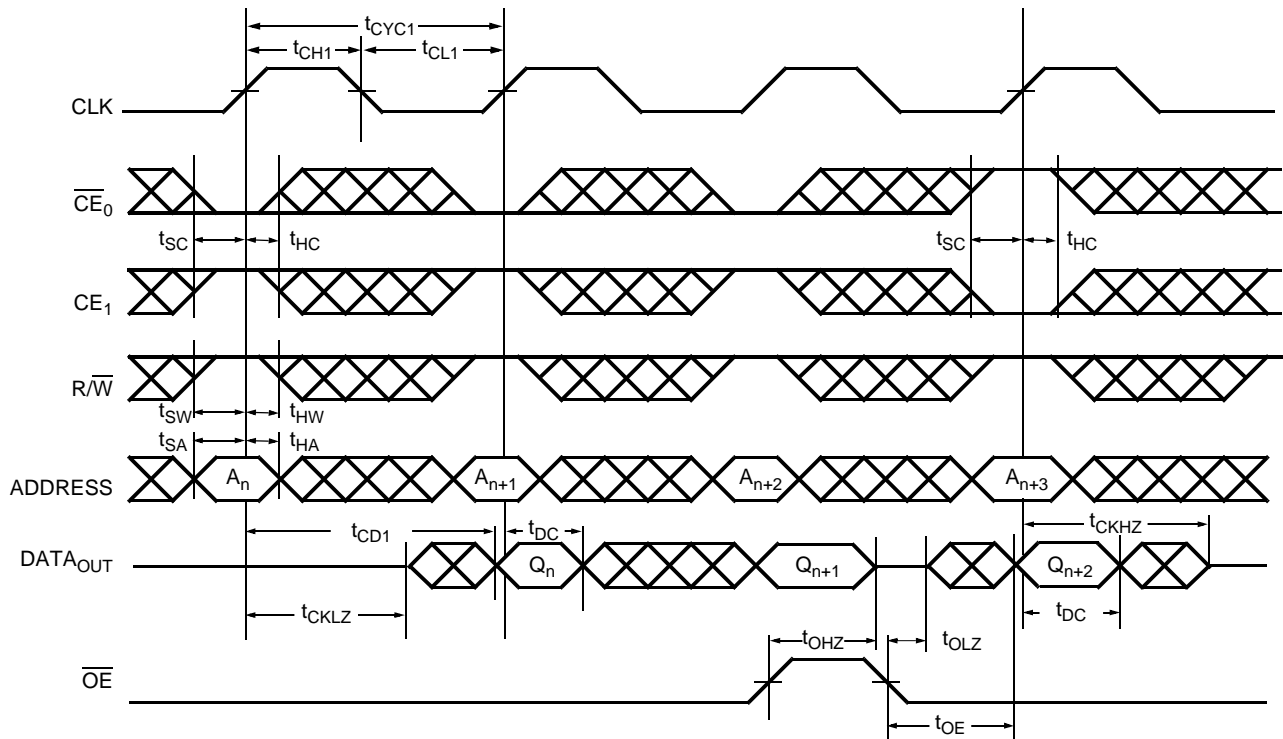 tCYC1
tCH1 tCL1
CLK
CE0
tSC tHC tSC tHC
CE1
R/W
tSW tHW
tSA tHA
ADDRESS An An+1 An+2 An+3
tCD1 tDC tCKHZ
DATAOUT Qn Qn+1 Qn+2
tCKLZ tDC
tOHZ tOLZ
OE
tOE